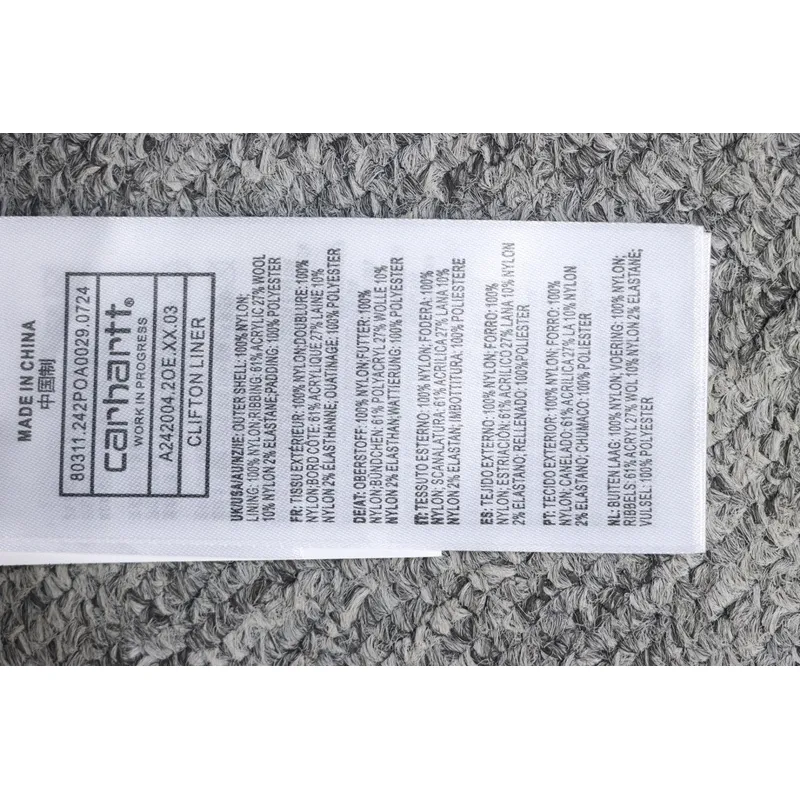 MADE IN CHINA
中国制
80311.242POA0029.0724
carhartt®
WORK IN PROGRESS
A242004.2OE.XX.03
CLIFTON LINER
UK/USA/AU/NZ/IE: OUTER SHELL: 100% NYLON;
LINING: 100% NYLON;RIBBING: 61% ACRYLIC 27% WOOL
10% NYLON 2% ELASTANE;PADDING: 100% POLYESTER
FR: TISSU EXTÉRIEUR: 100% NYLON;DOUBLURE: 100%
NYLON;BORD CÔTE: 61% ACRYLIQUE 27% LAINE 10%
NYLON 2% ÉLASTHANNE; OUATINAGE: 100% POLYESTER
DE/AT: OBERSTOFF: 100% NYLON;FUTTER: 100%
NYLON;BÜNDCHEN: 61% POLYACRYL 27% WOLLE 10%
NYLON 2% ELASTHAN;WATTIERUNG: 100% POLYESTER
IT: TESSUTO ESTERNO: 100% NYLON; FODERA: 100%
NYLON; SCANALATURA: 61% ACRILICA 27% LANA 10%
NYLON 2% ELASTAN; IMBOTTITURA: 100% POLIESTERE
ES: TEJIDO EXTERNO: 100% NYLON; FORRO: 100%
NYLON; ESTRIACIÓN: 61% ACRILICO 27% LANA 10% NYLON
2% ELASTANO; RELLENADO: 100% POLYESTER
PT: TECIDO EXTERIOR: 100% NYLON; FORRO: 100%
NYLON; CANELADO: 61% ACRILICA 27% LA 10% NYLON
2% ELASTANO; CHUMACO: 100% POLIESTER
NL: BUITEN LAAG: 100% NYLON, VOERING: 100% NYLON;
RIBBELS: 61% ACRYL 27% WOL 10% NYLON 2% ELASTANE;
VULSEL: 100% POLYESTER